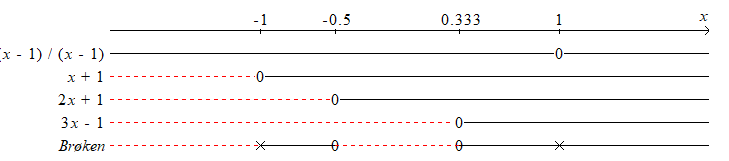 -1 -0.5 0.333 1 x
(x - 1) / (x - 1) 0
x + 1 0
2x + 1 0
3x - 1 0
Brøken 0 0